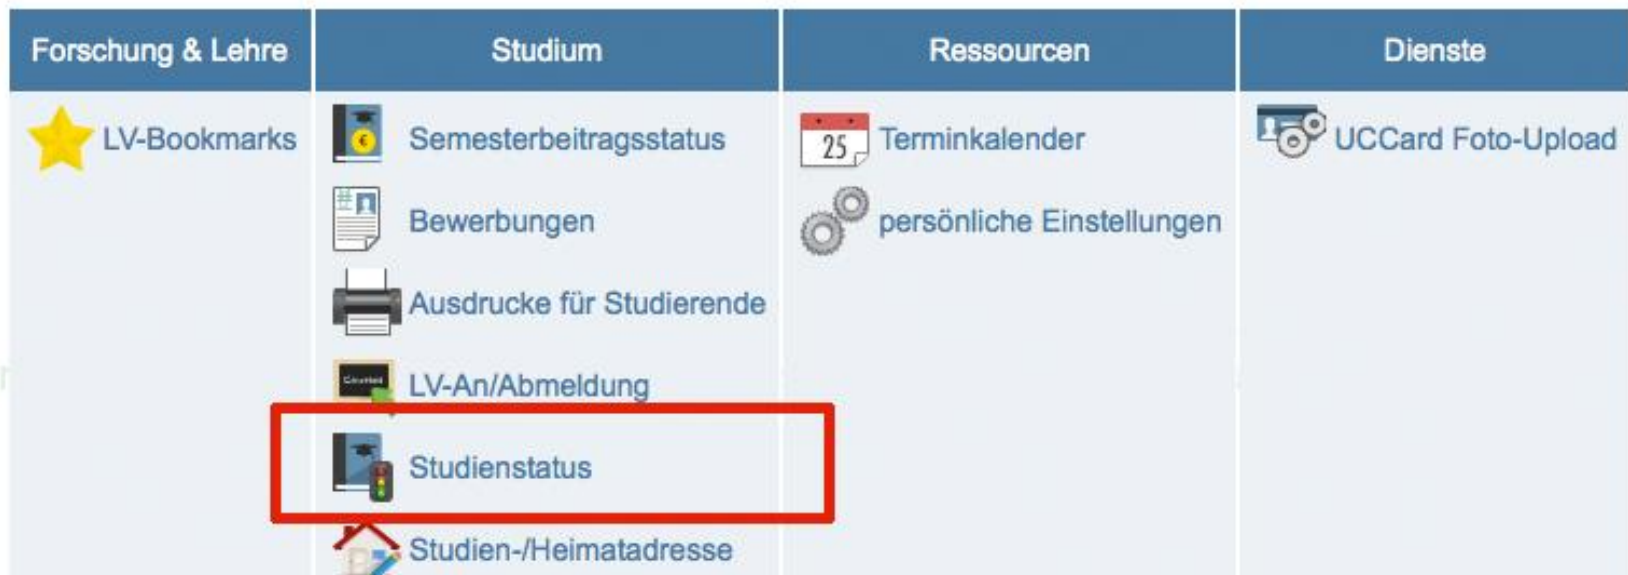 Forschung & Lehre
Studium
Ressourcen
Dienste
LV-Bookmarks
Semesterbeitragsstatus
Terminkalender
25
UCCard Foto-Upload
Bewerbungen
persönliche Einstellungen
Ausdrucke für Studierende
LV-An/Abmeldung
Studienstatus
Studien-/Heimatadresse